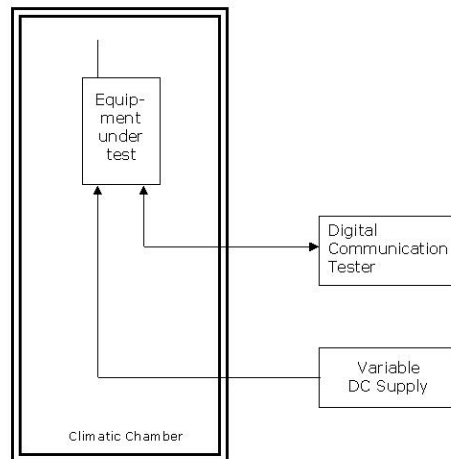 Equip-
ment
under
test
Digital
Communication
Tester
Variable
DC Supply
Climatic Chamber